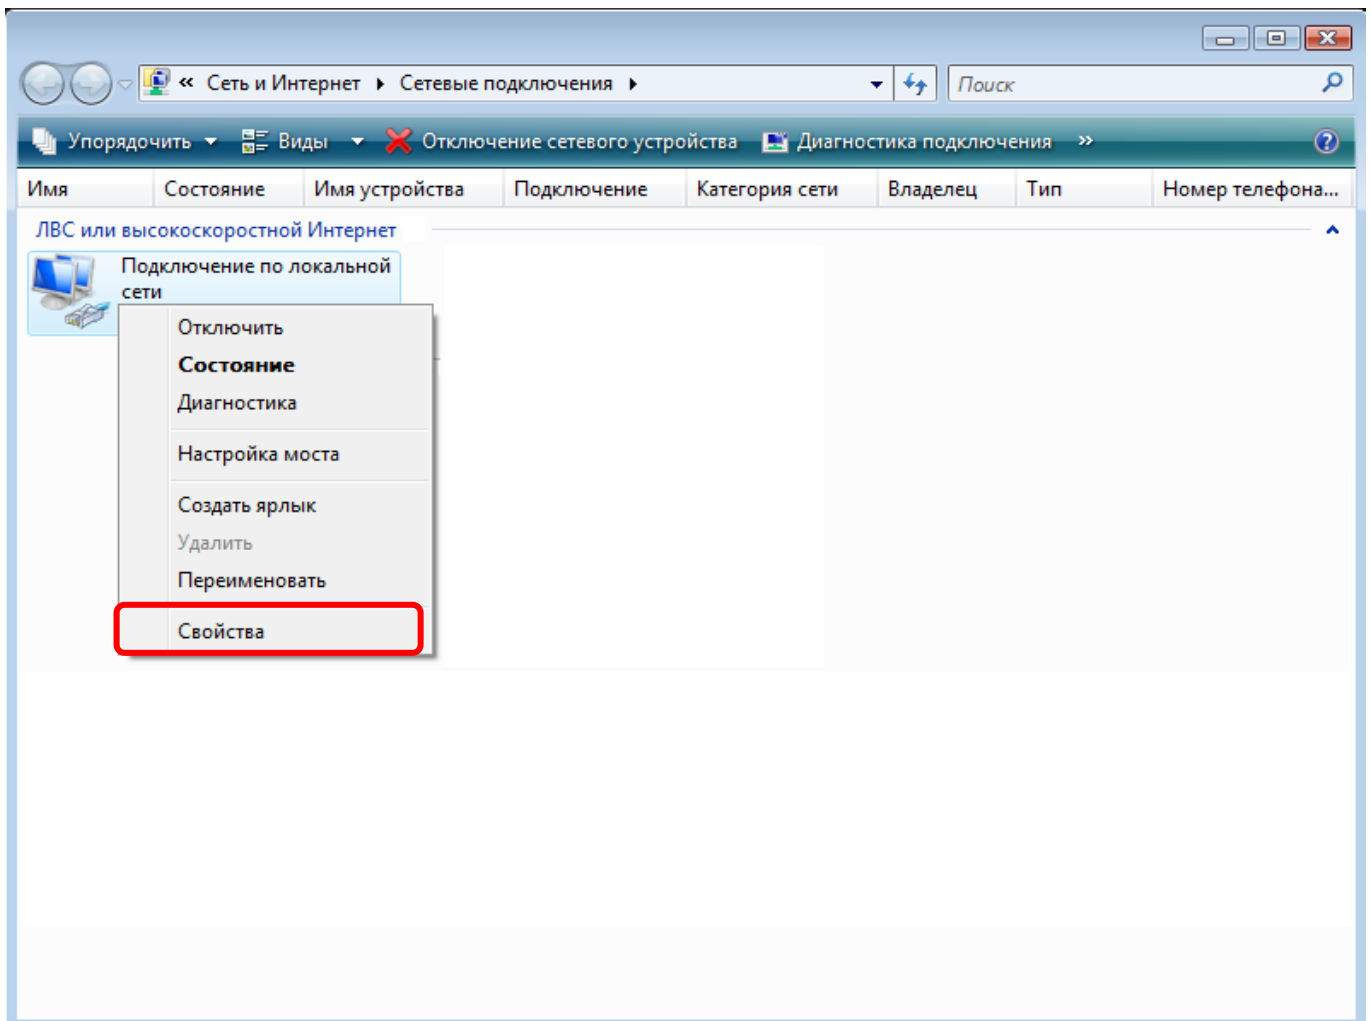 « Сеть и Интернет Сетевые подключения Поиск
Упорядочить Виды Отключение сетевого устройства Диагностика подключения » ?
Имя Состояние Имя устройства Подключение Категория сети Владелец Тип Номер телефона...
ЛВС или высокоскоростной Интернет
Подключение по локальной
сети
Отключить
Состояние
Диагностика
Настройка моста
Создать ярлык
Удалить
Переименовать
Свойства